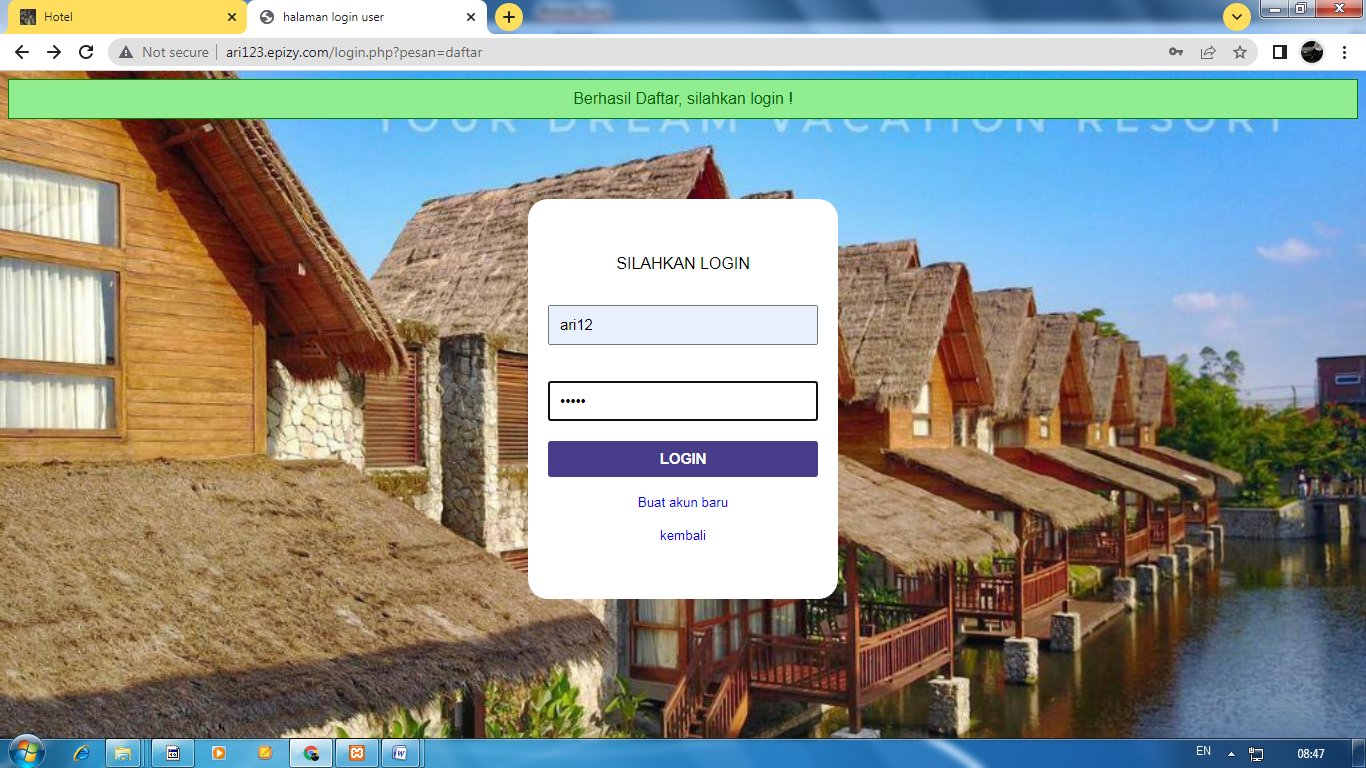 Hotel
halaman login user
Not secure
ari123.epizy.com/login.php?pesan=daftar
Berhasil Daftar, silahkan login !
YOUR DREAM VACATION RESORT
SILAHKAN LOGIN
ari12
•••••
LOGIN
Buat akun baru
kembali
EN
08:47